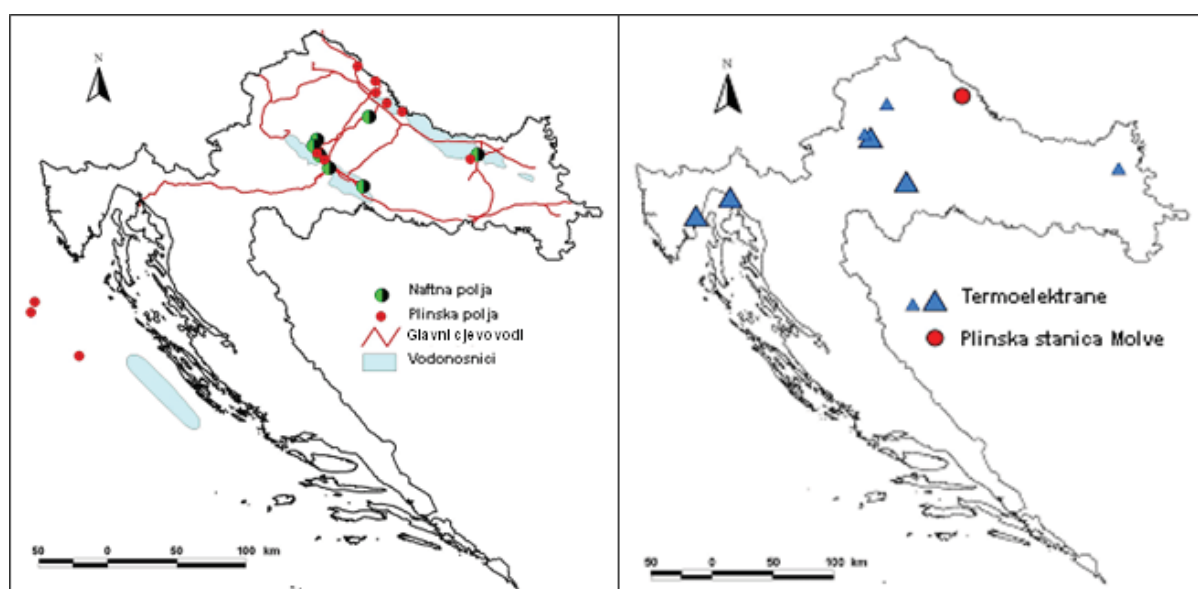 N
Naftna polja
Plinska polja
Glavni cjevovodi
Vodonosnici
50 0 50 100 km
N
Termoelektrane
Plinska stanica Molve
50 0 50 100 km